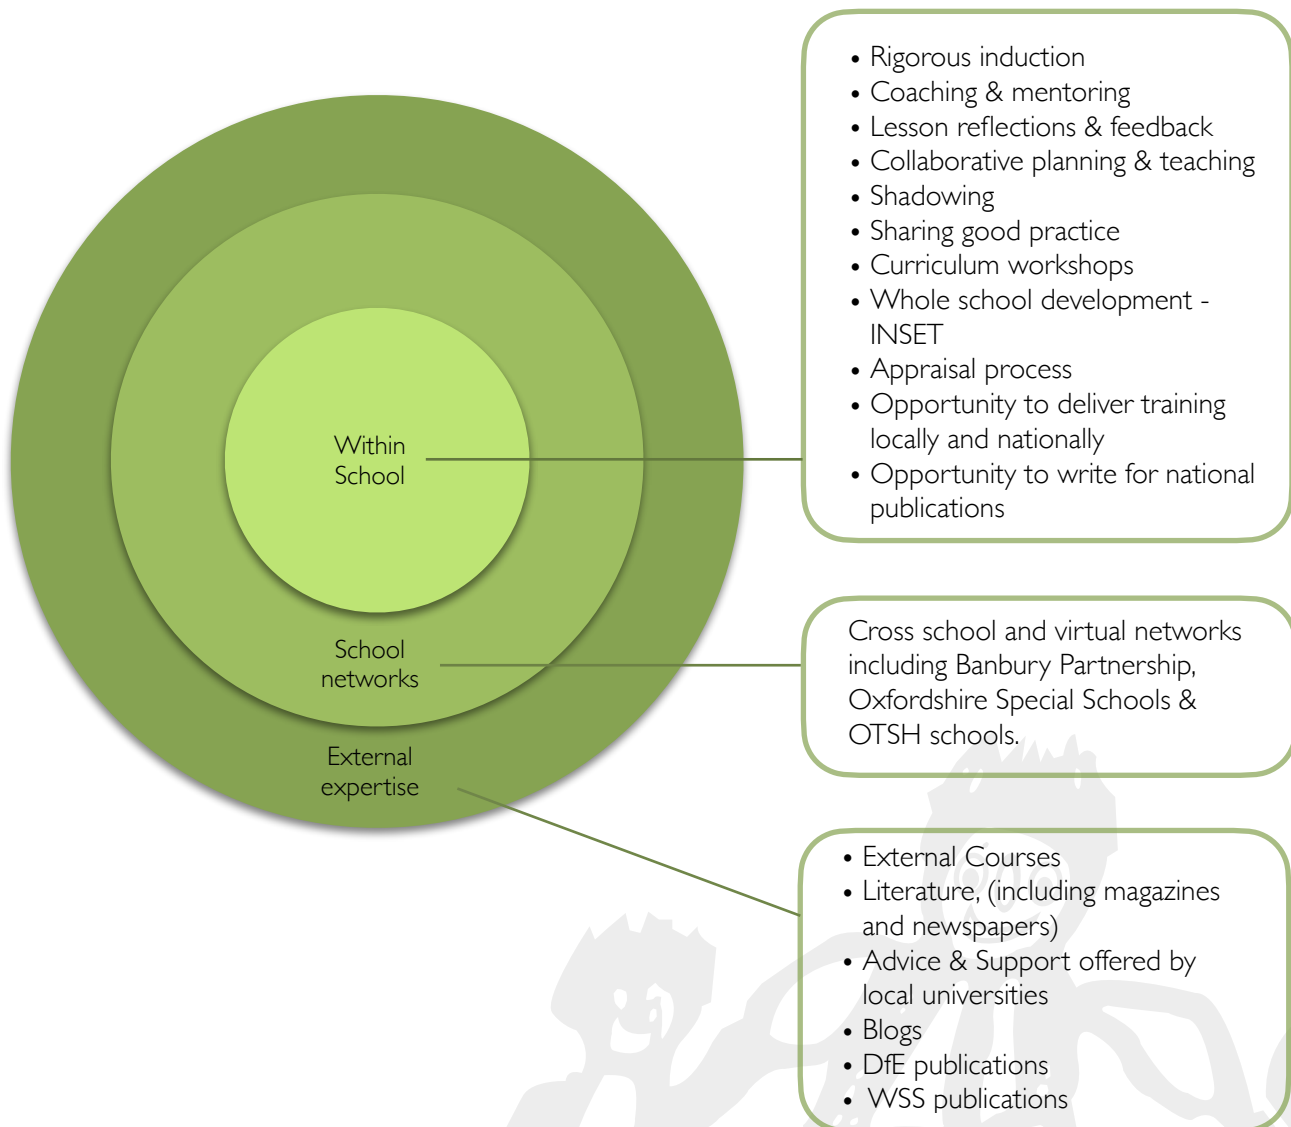 Within
School
School
networks
External
expertise
• Rigorous induction
• Coaching & mentoring
• Lesson reflections & feedback
• Collaborative planning & teaching
• Shadowing
• Sharing good practice
• Curriculum workshops
• Whole school development -
INSET
• Appraisal process
• Opportunity to deliver training
locally and nationally
• Opportunity to write for national
publications
Cross school and virtual networks
including Banbury Partnership,
Oxfordshire Special Schools &
OTSH schools.
• External Courses
• Literature, (including magazines
and newspapers)
• Advice & Support offered by
local universities
• Blogs
• DfE publications
• WSS publications